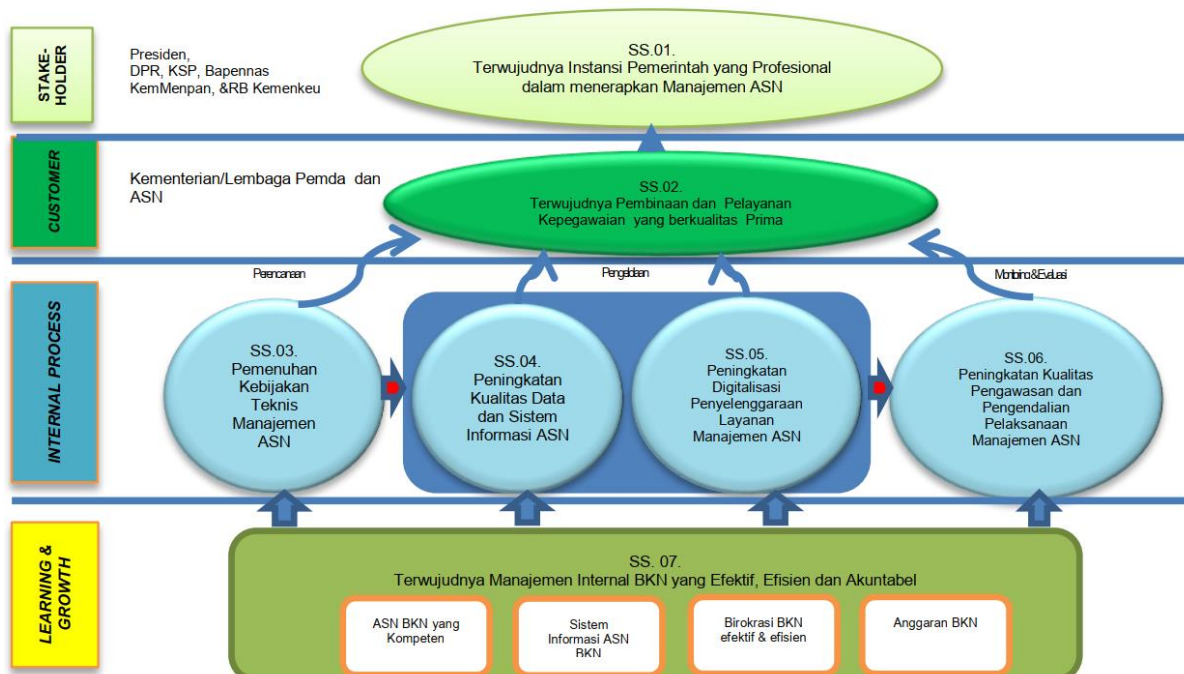 STAKE-
HOLDER
Presiden,
DPR, KSP, Bapennas
KemMenpan, &RB Kemenkeu
SS.01.
Terwujudnya Instansi Pemerintah yang Profesional
dalam menerapkan Manajemen ASN
CUSTOMER
Kementerian/Lembaga Pemda dan
ASN
SS.02.
Terwujudnya Pembinaan dan Pelayanan
Kepegawaian yang berkualitas Prima
Perencanaan
Pengelolaan
Monitoring & Evaluasi
INTERNAL PROCESS
SS.03.
Pemenuhan
Kebijakan
Teknis
Manajemen
ASN
SS.04.
Peningkatan
Kualitas Data
dan Sistem
Informasi ASN
SS.05.
Peningkatan
Digitalisasi
Penyelenggaraan
Layanan
Manajemen ASN
SS.06.
Peningkatan Kualitas
Pengawasan dan
Pengendalian
Pelaksanaan
Manajemen ASN
LEARNING &
GROWTH
SS. 07.
Terwujudnya Manajemen Internal BKN yang Efektif, Efisien dan Akuntabel
ASN BKN yang
Kompeten
Sistem
Informasi ASN
BKN
Birokrasi BKN
efektif & efisien
Anggaran BKN